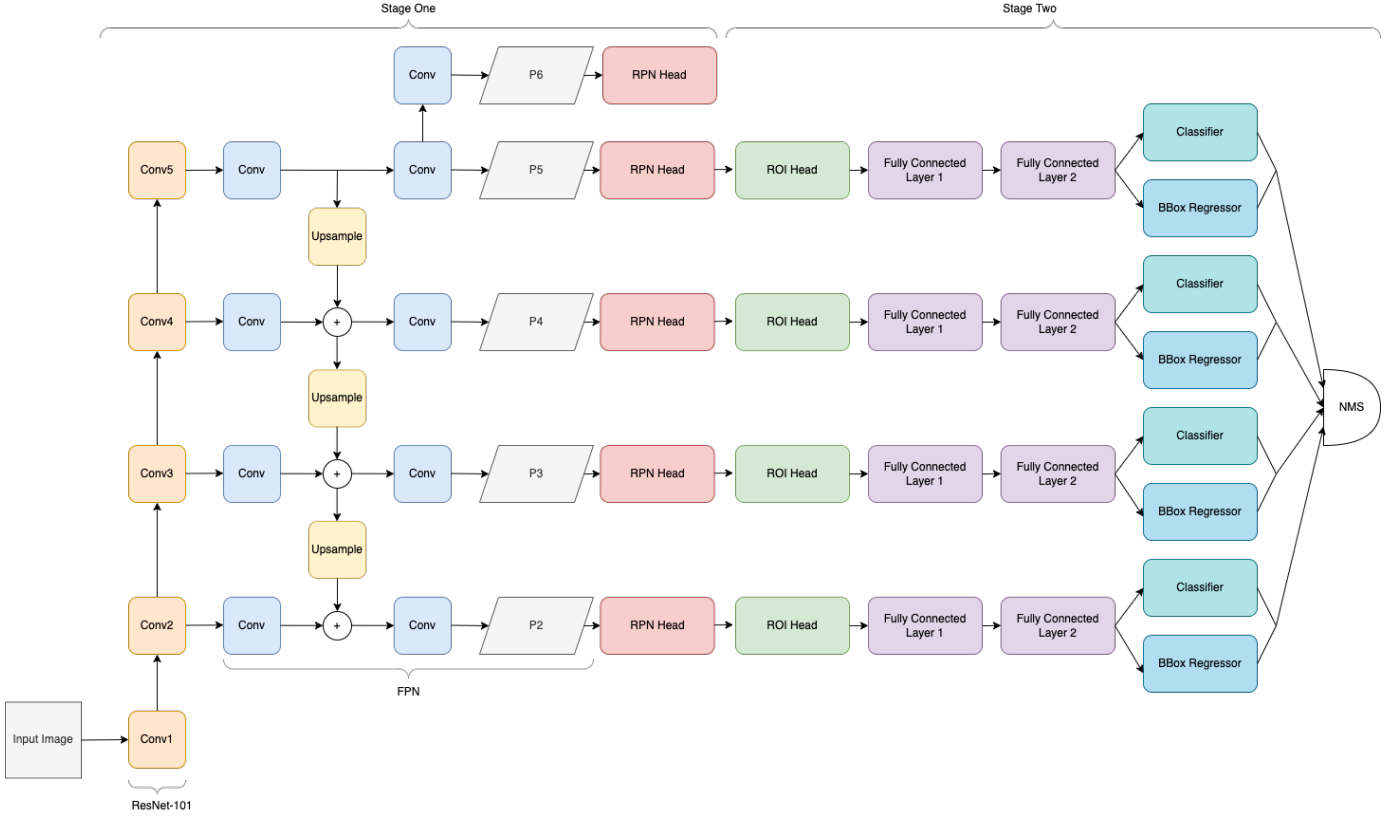 Stage One
Stage Two
Conv
P6
RPN Head
Classifier
Conv5
Conv
Conv
P5
RPN Head
ROI Head
Fully Connected
Layer 1
Fully Connected
Layer 2
BBox Regressor
Upsample
Classifier
Conv4
Conv
+
Conv
P4
RPN Head
ROI Head
Fully Connected
Layer 1
Fully Connected
Layer 2
BBox Regressor
Upsample
NMS
Classifier
Conv3
Conv
+
Conv
P3
RPN Head
ROI Head
Fully Connected
Layer 1
Fully Connected
Layer 2
BBox Regressor
Upsample
Classifier
Conv2
Conv
+
Conv
P2
RPN Head
ROI Head
Fully Connected
Layer 1
Fully Connected
Layer 2
BBox Regressor
FPN
Input Image
Conv1
ResNet-101